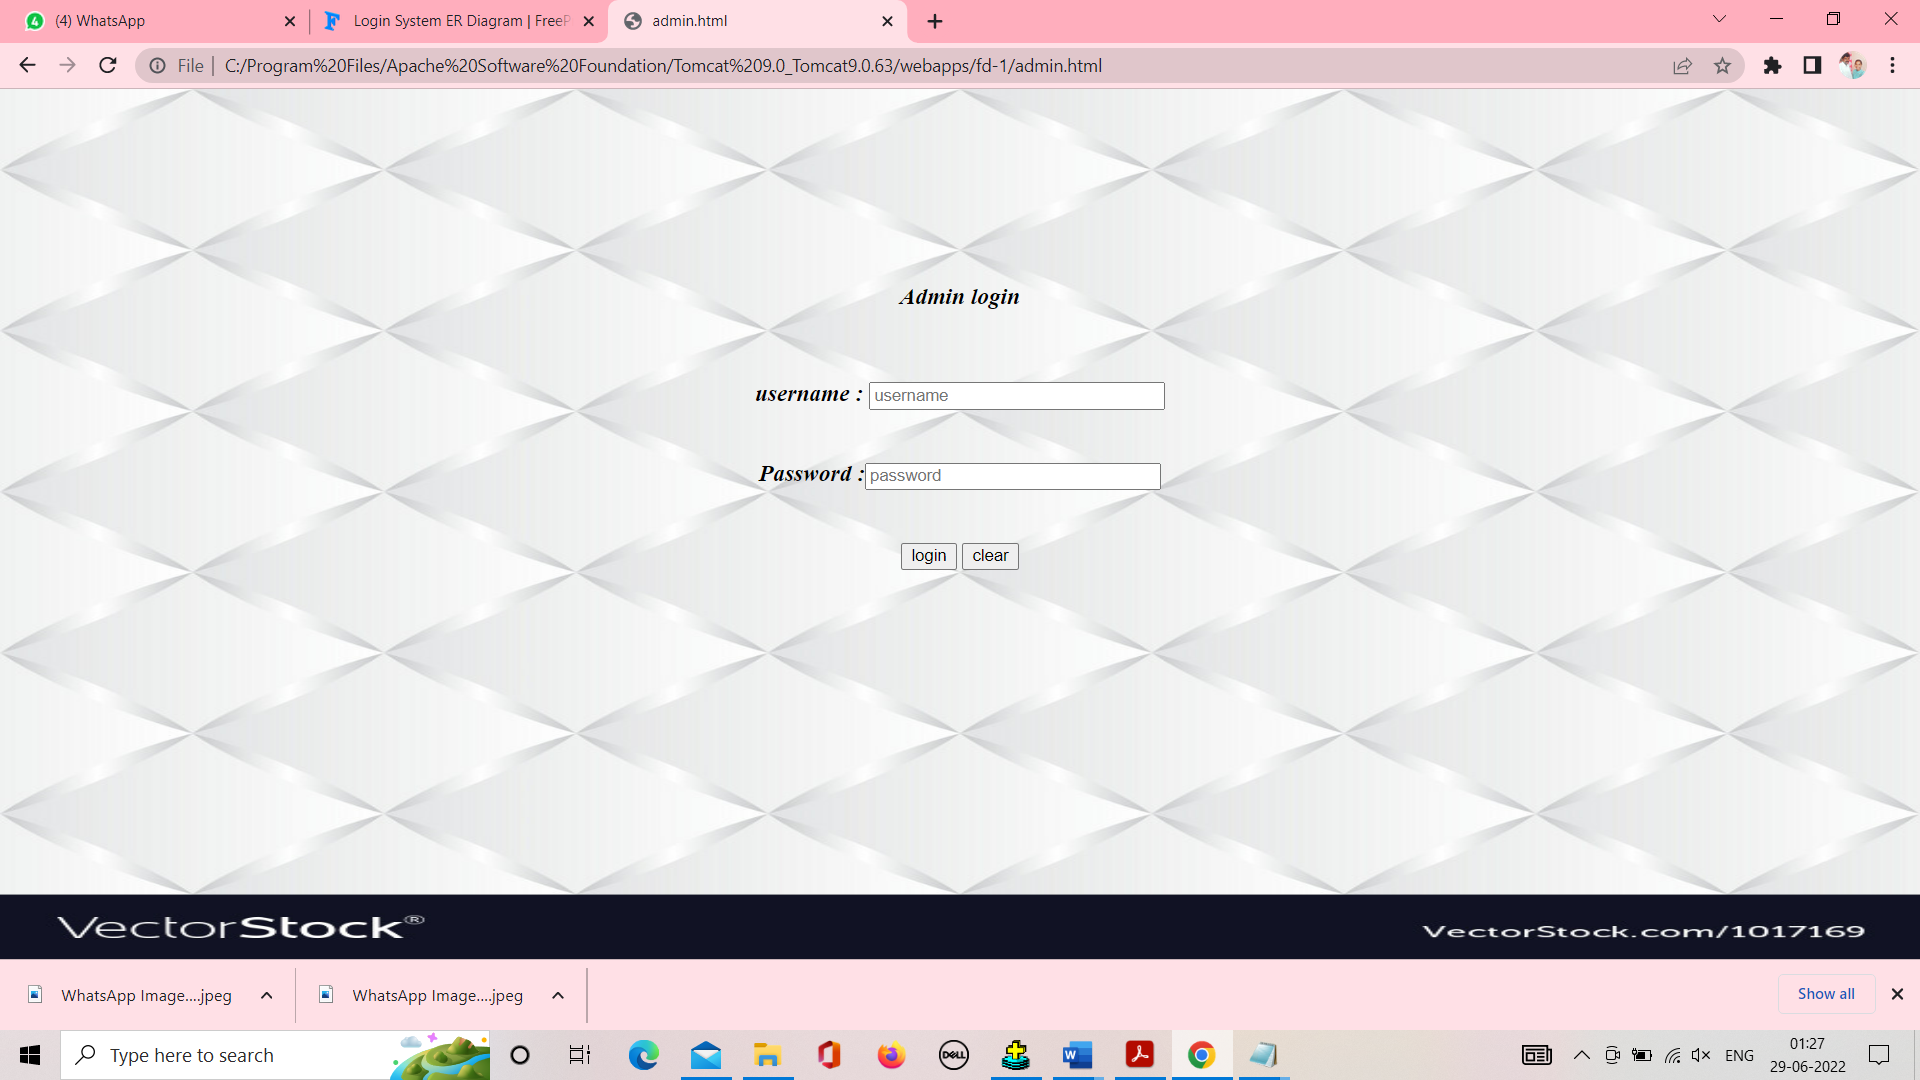 (4) WhatsApp
Login System ER Diagram | FreeP
admin.html
File | C:/Program%20Files/Apache%20Software%20Foundation/Tomcat%209.0_Tomcat9.0.63/webapps/fd-1/admin.html
Admin login
username : username
Password : password
login clear
VectorStock® VectorStock.com/1017169
WhatsApp Image....jpeg WhatsApp Image....jpeg Show all
Type here to search
DELL
W
ENG
01:27
29-06-2022